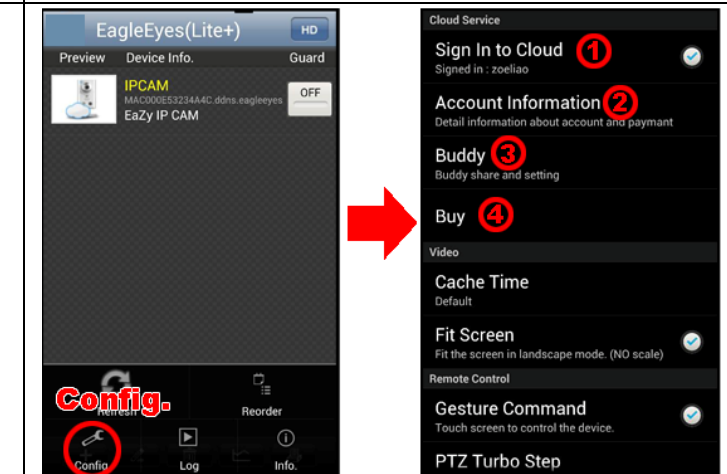 EagleEyes(Lite+)
HD
Preview Device Info. Guard
IPCAM
MAC000E53234A4C.ddns.eagleeyes
EaZy IP CAM
OFF
Refresh
Reorder
Config.
Config
Log
Info.
Cloud Service
Sign In to Cloud 1
Signed in : zoeliao
Account Information 2
Detail information about account and paymant
Buddy 3
Buddy share and setting
Buy 4
Video
Cache Time
Default
Fit Screen
Fit the screen in landscape mode. (NO scale)
Remote Control
Gesture Command
Touch screen to control the device.
PTZ Turbo Step